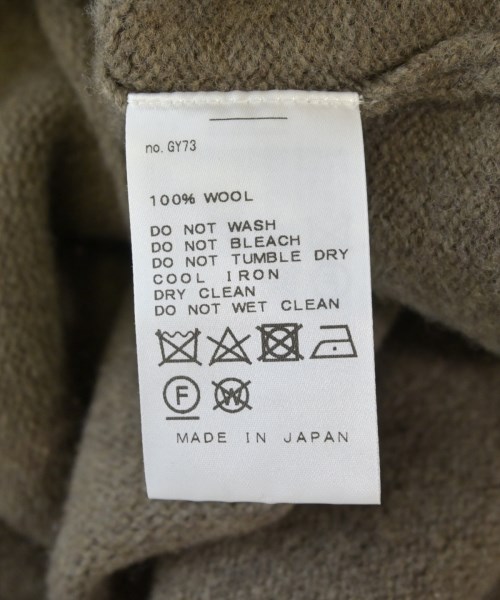 no. GY73
100% WOOL
DO NOT WASH
DO NOT BLEACH
DO NOT TUMBLE DRY
COOL IRON
DRY CLEAN
DO NOT WET CLEAN
F W
MADE IN JAPAN